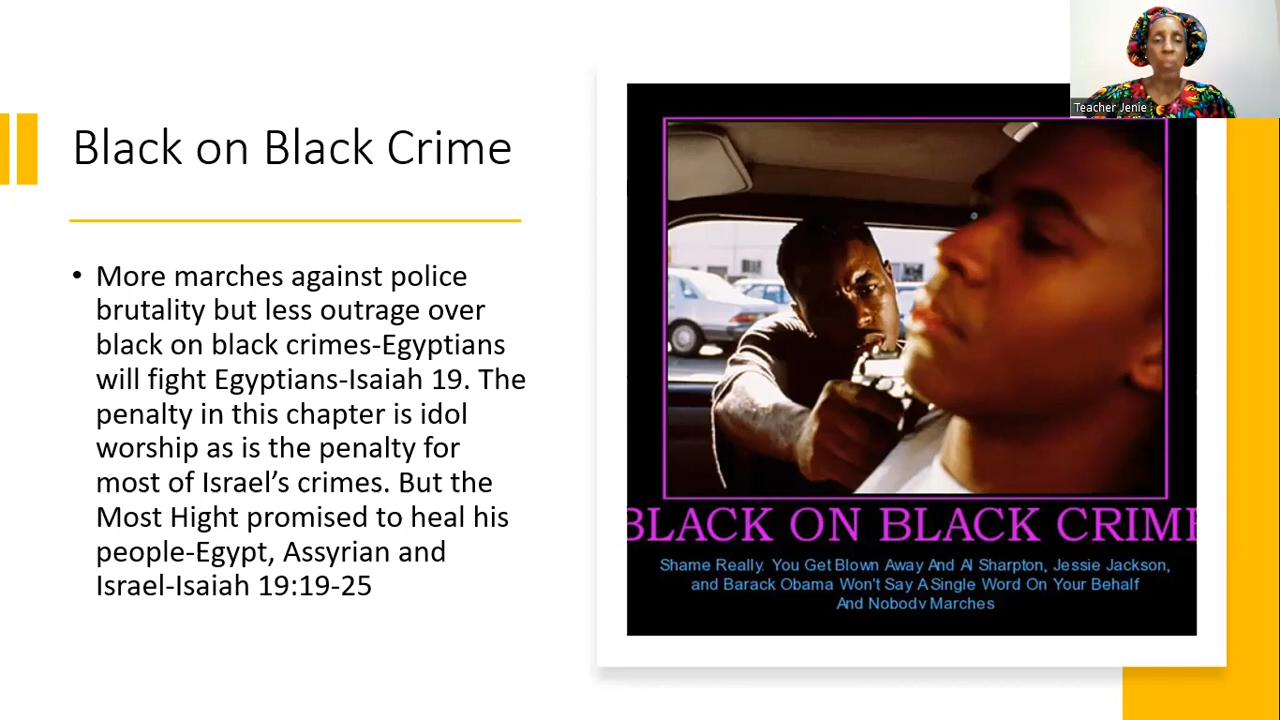 Teacher Jenie
Black on Black Crime
• More marches against police
brutality but less outrage over
black on black crimes-Egyptians
will fight Egyptians-Isaiah 19. The
penalty in this chapter is idol
worship as is the penalty for
most of Israel’s crimes. But the
Most Hight promised to heal his
people-Egypt, Assyrian and
Israel-Isaiah 19:19-25
BLACK ON BLACK CRIME
Shame Really. You Get Blown Away And Al Sharpton, Jessie Jackson,
and Barack Obama Won't Say A Single Word On Your Behalf
And Nobody Marches